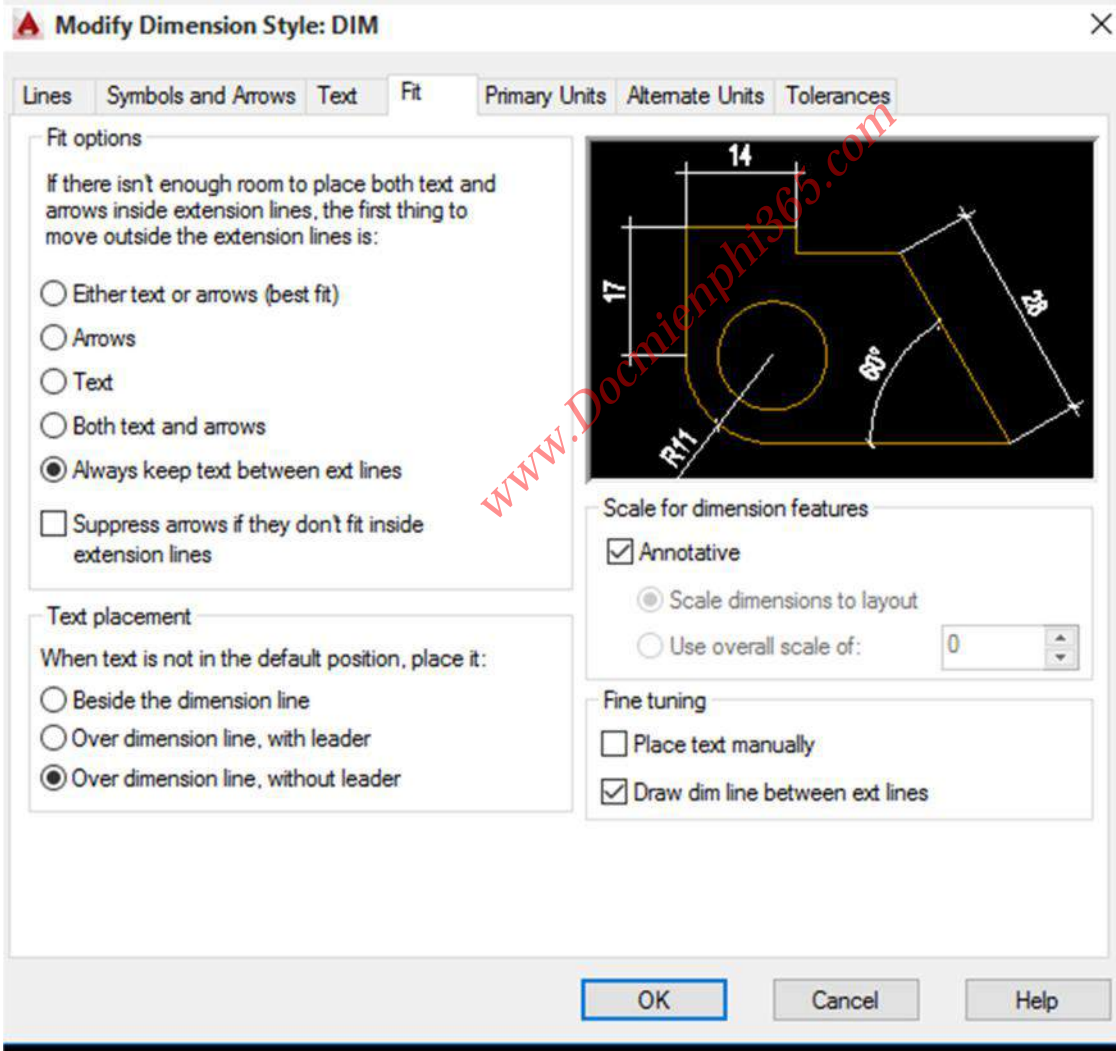 Modify Dimension Style: DIM
Lines Symbols and Arrows Text Fit Primary Units Alternate Units Tolerances
Fit options
If there isn't enough room to place both text and
arrows inside extension lines, the first thing to
move outside the extension lines is:
Either text or arrows (best fit)
Arrows
Text
Both text and arrows
Always keep text between ext lines
Suppress arrows if they don't fit inside
extension lines
Text placement
When text is not in the default position, place it:
Beside the dimension line
Over dimension line, with leader
Over dimension line, without leader
14
17
28
60°
R11
www.Docmienphi365.com
Scale for dimension features
Annotative
Scale dimensions to layout
Use overall scale of: 0
Fine tuning
Place text manually
Draw dim line between ext lines
OK Cancel Help